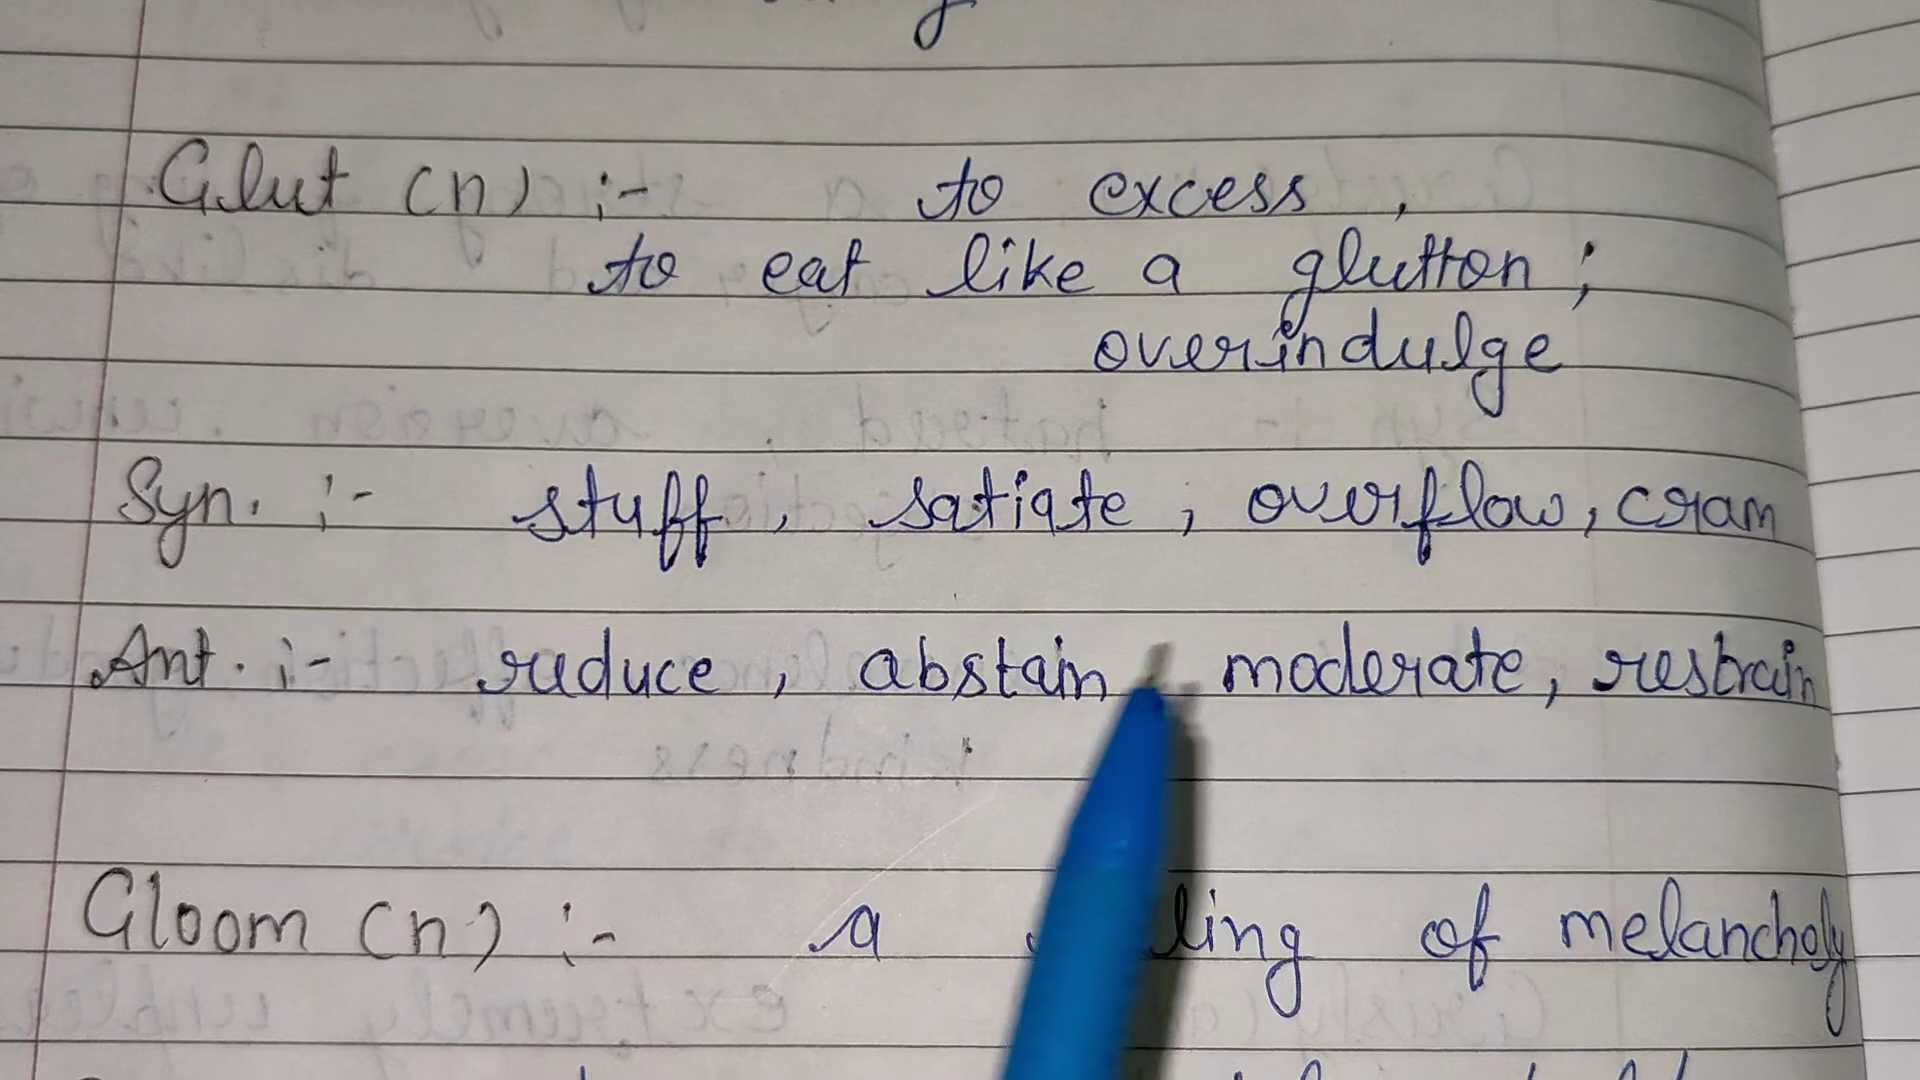 Glut (n) :- to excess,
to eat like a glutton;
overindulge
Syn. :- stuff, satiate, overflow, cram
Ant. :- reduce, abstain moderate, restrain
Gloom (n) :- a of melancholy